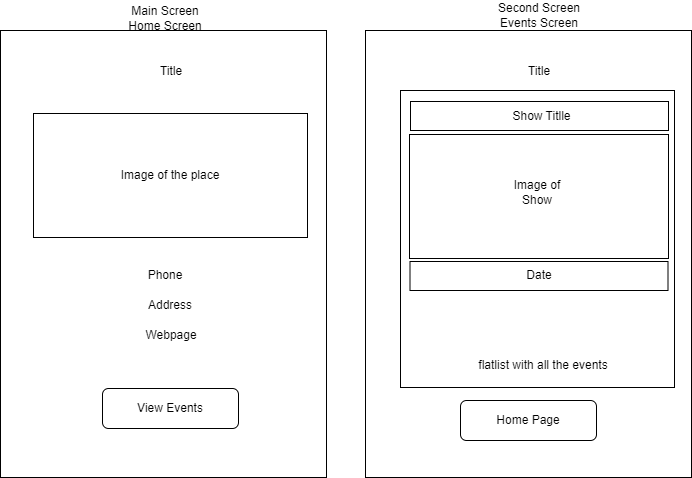 Main Screen
Home Screen
Title
Image of the place
Phone
Address
Webpage
View Events
Second Screen
Events Screen
Title
Show Titlle
Image of
Show
Date
flatlist with all the events
Home Page